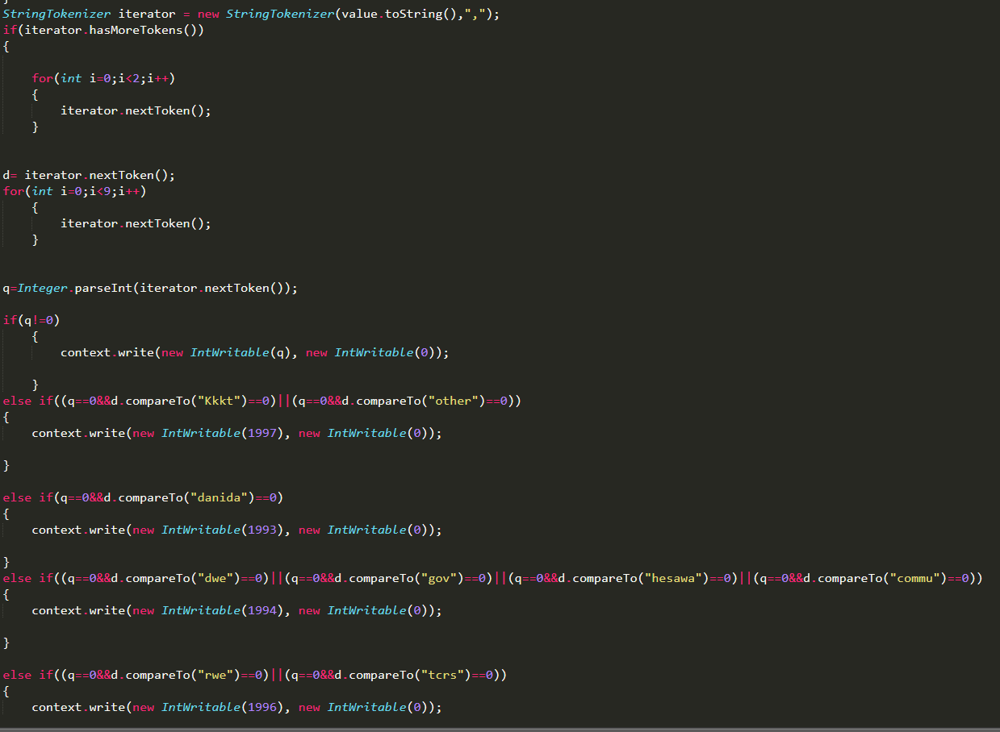 StringTokenizer iterator = new StringTokenizer(value.toString(),",");
if(iterator.hasMoreTokens())
{
for(int i=0;i<2;i++)
{
iterator.nextToken();
}
d= iterator.nextToken();
for(int i=0;i<9;i++)
{
iterator.nextToken();
}
q=Integer.parseInt(iterator.nextToken());
if(q!=0)
{
context.write(new IntWritable(q), new IntWritable(0));
}
else if((q==0&&d.compareTo("Kkkt")==0)||(q==0&&d.compareTo("other")==0))
{
context.write(new IntWritable(1997), new IntWritable(0));
}
else if(q==0&&d.compareTo("danida")==0)
{
context.write(new IntWritable(1993), new IntWritable(0));
}
else if((q==0&&d.compareTo("dwe")==0)||(q==0&&d.compareTo("gov")==0)||(q==0&&d.compareTo("hesawa")==0)||(q==0&&d.compareTo("commu")==0))
{
context.write(new IntWritable(1994), new IntWritable(0));
}
else if((q==0&&d.compareTo("rwe")==0)||(q==0&&d.compareTo("tcrs")==0))
{
context.write(new IntWritable(1996), new IntWritable(0));